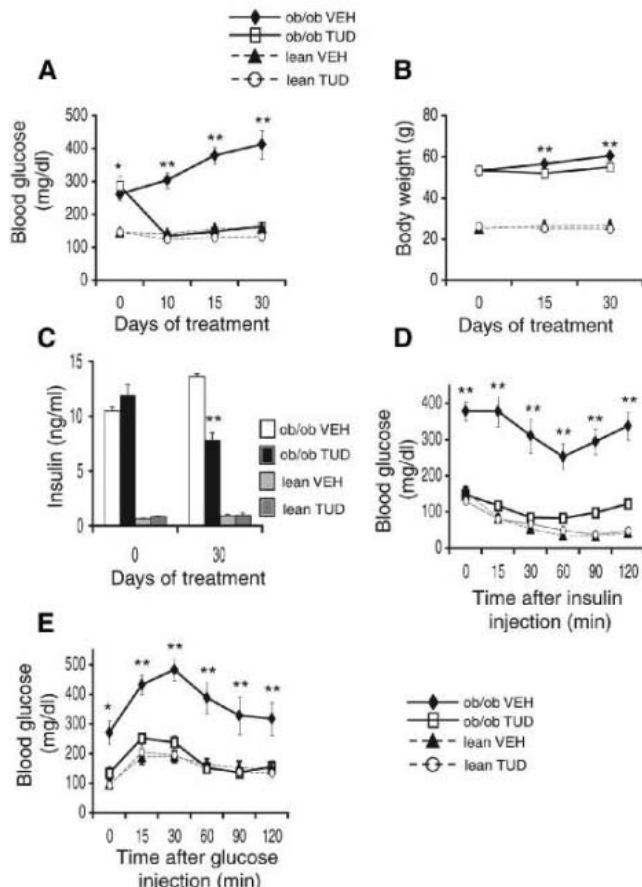 ob/ob VEH
ob/ob TUD
lean VEH
lean TUD
A
Blood glucose
(mg/dl)
500
400
300
200
100
0
*
**
**
**
0 10 15 30
Days of treatment
B
Body weight (g)
80
60
40
20
0
**
**
0 15 30
Days of treatment
C
Insulin (ng/ml)
15
10
5
0
**
0 30
Days of treatment
ob/ob VEH
ob/ob TUD
lean VEH
lean TUD
D
Blood glucose
(mg/dl)
400
300
200
100
0
** ** ** ** ** **
0 15 30 60 90 120
Time after insulin
injection (min)
E
Blood glucose
(mg/dl)
500
400
300
200
100
0
* ** ** ** ** **
0 15 30 60 90 120
Time after glucose
injection (min)
ob/ob VEH
ob/ob TUD
lean VEH
lean TUD